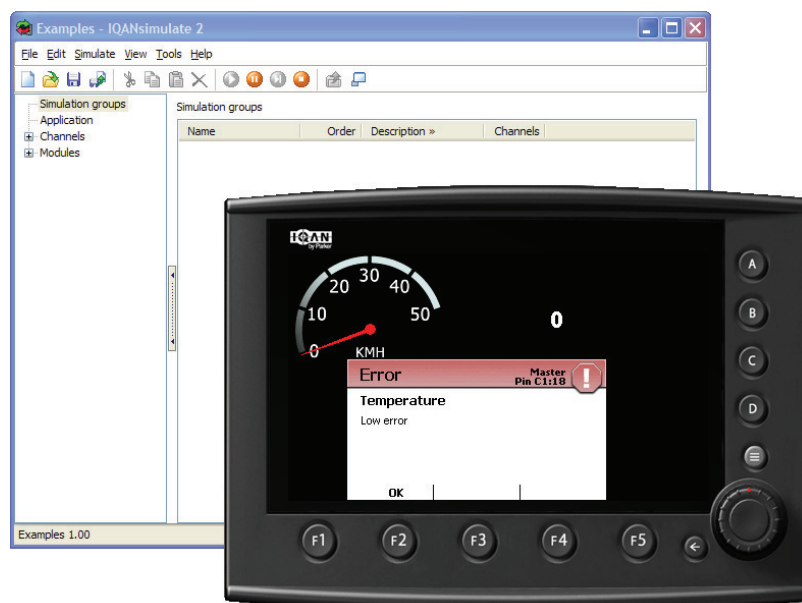 Examples - IQANsimulate 2
File Edit Simulate View Tools Help
Simulation groups
Application
Channels
Modules
Simulation groups
Name Order Description » Channels
IQAN
by Parker
0
10
20
30
40
50
KMH
0
Error
Master
Pin C1:18
Temperature
Low error
OK
A
B
C
D
F1 F2 F3 F4 F5
Examples 1.00